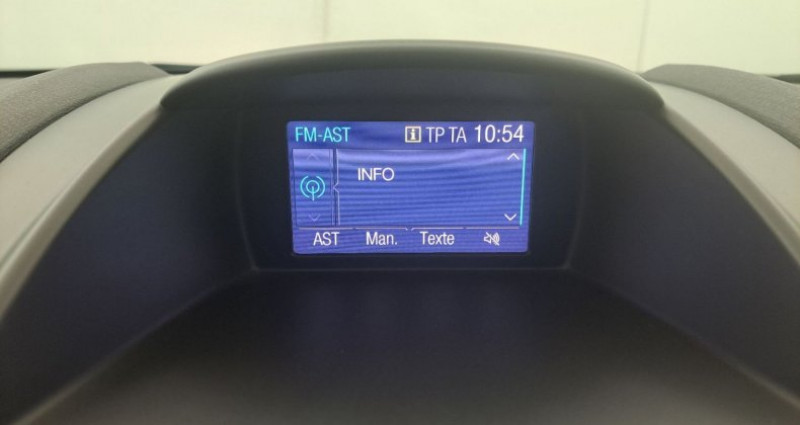 FM-AST i TP TA 10:54
INFO
AST Man. Texte